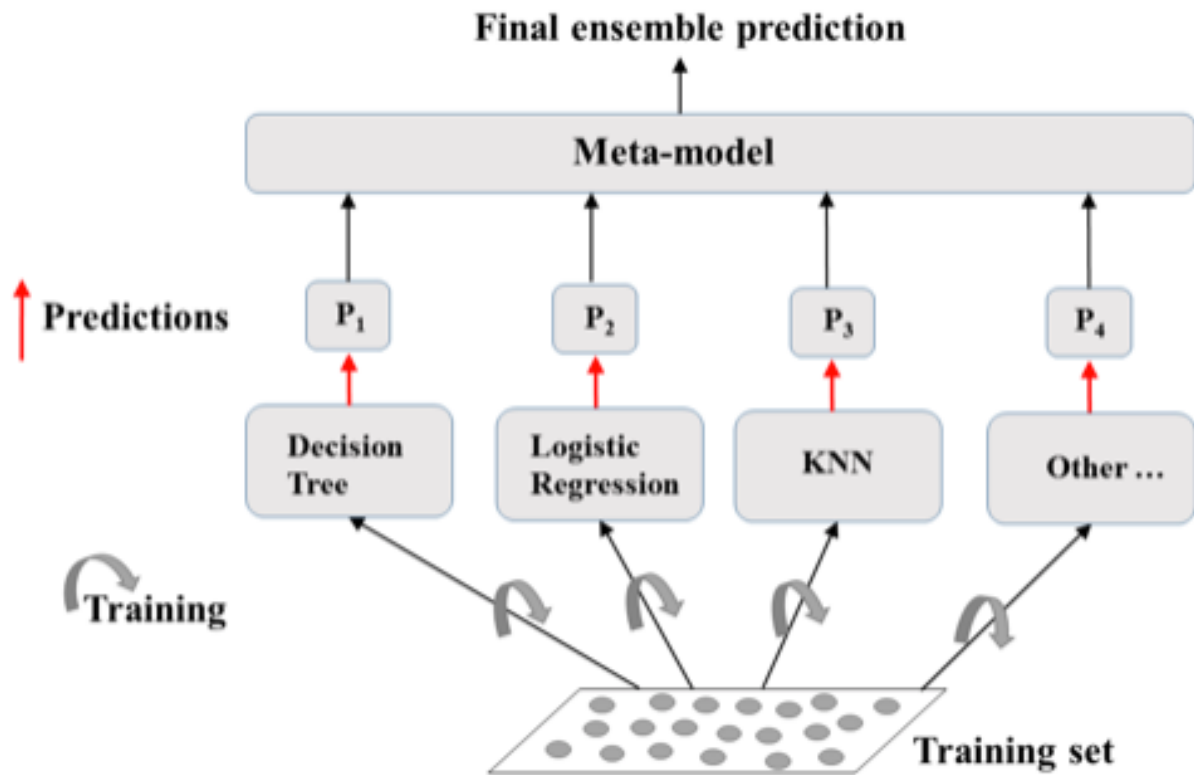 Final ensemble prediction
Meta-model
Predictions
P₁
P₂
P₃
P₄
Decision
Tree
Logistic
Regression
KNN
Other ...
Training
Training set